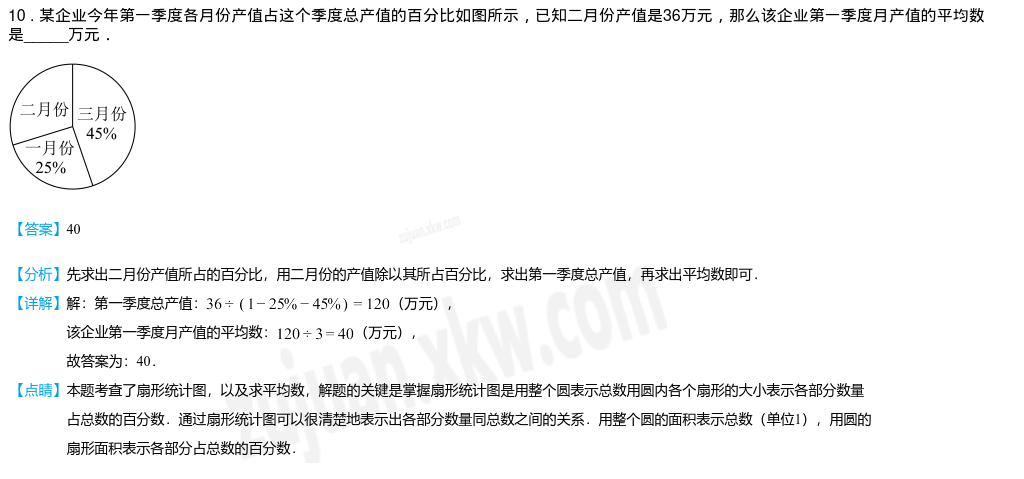 10．某企业今年第一季度各月份产值占这个季度总产值的百分比如图所示，已知二月份产值是36万元，那么该企业第一季度月产值的平均数
是______万元．
二月份
三月份
45%
一月份
25%
【答案】40
zujuan.xkw.com
【分析】先求出二月份产值所占的百分比，用二月份的产值除以其所占百分比，求出第一季度总产值，再求出平均数即可．
【详解】解：第一季度总产值：36÷(1−25%−45%)=120（万元），
该企业第一季度月产值的平均数：120÷3=40（万元），
故答案为：40．
【点睛】本题考查了扇形统计图，以及求平均数，解题的关键是掌握扇形统计图是用整个圆表示总数用圆内各个扇形的大小表示各部分数量
占总数的百分数．通过扇形统计图可以很清楚地表示出各部分数量同总数之间的关系．用整个圆的面积表示总数（单位1），用圆的
扇形面积表示各部分占总数的百分数．
zujuan.xkw.com